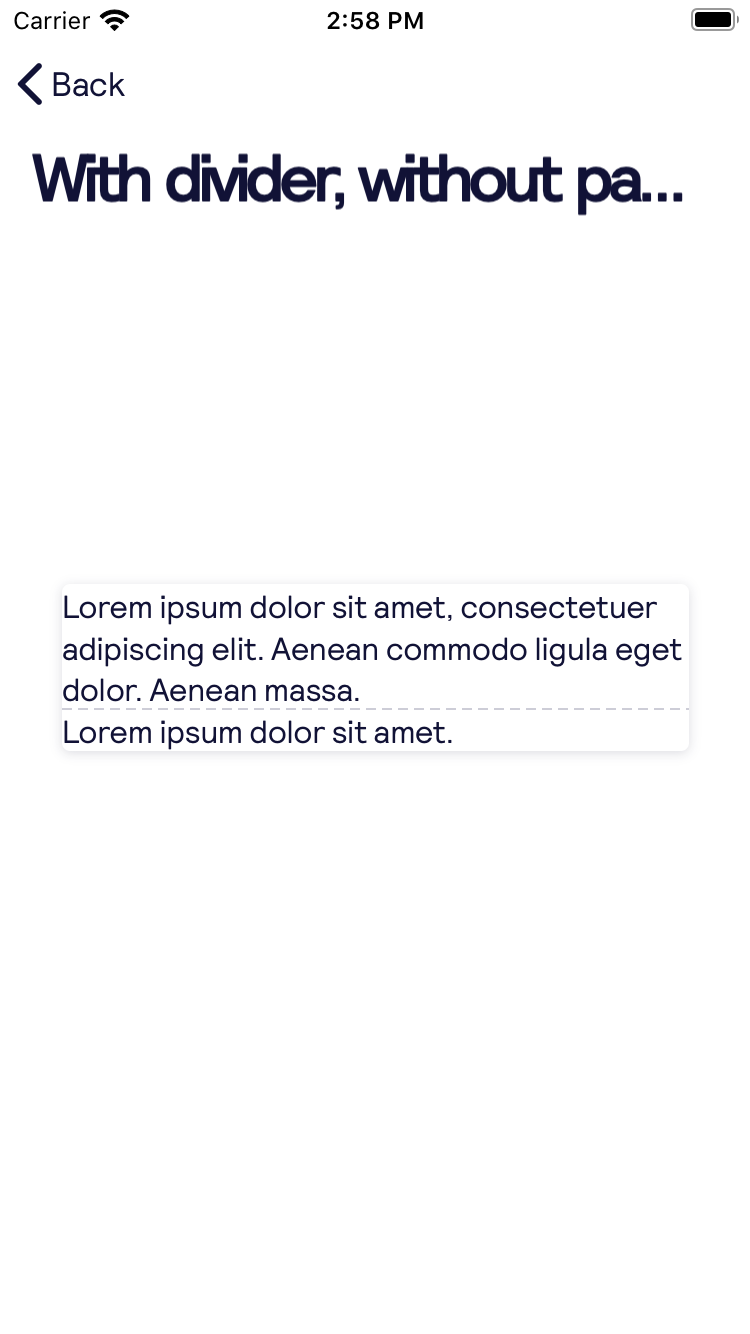 Carrier 2:58 PM
Back
With divider, without pa...
Lorem ipsum dolor sit amet, consectetuer
adipiscing elit. Aenean commodo ligula eget
dolor. Aenean massa.
Lorem ipsum dolor sit amet.